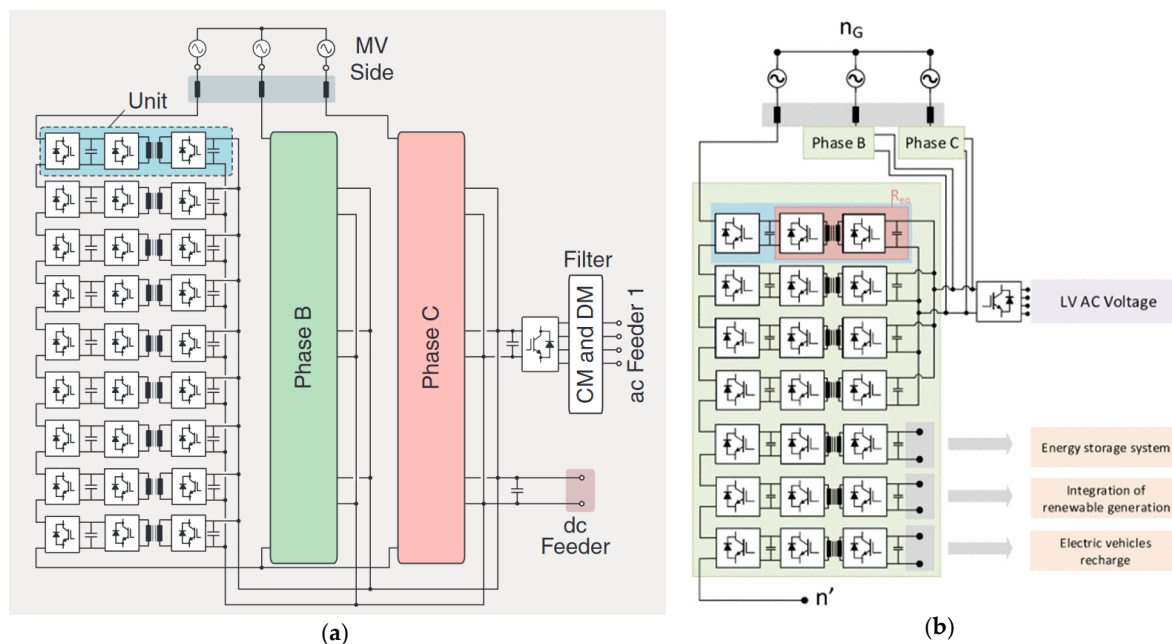 MV
Side
Unit
Phase B
Phase C
Filter
CM and DM
ac Feeder 1
dc
Feeder
(a)
nG
Phase B
Phase C
Req
LV AC Voltage
Energy storage system
Integration of
renewable generation
Electric vehicles
recharge
n'
(b)